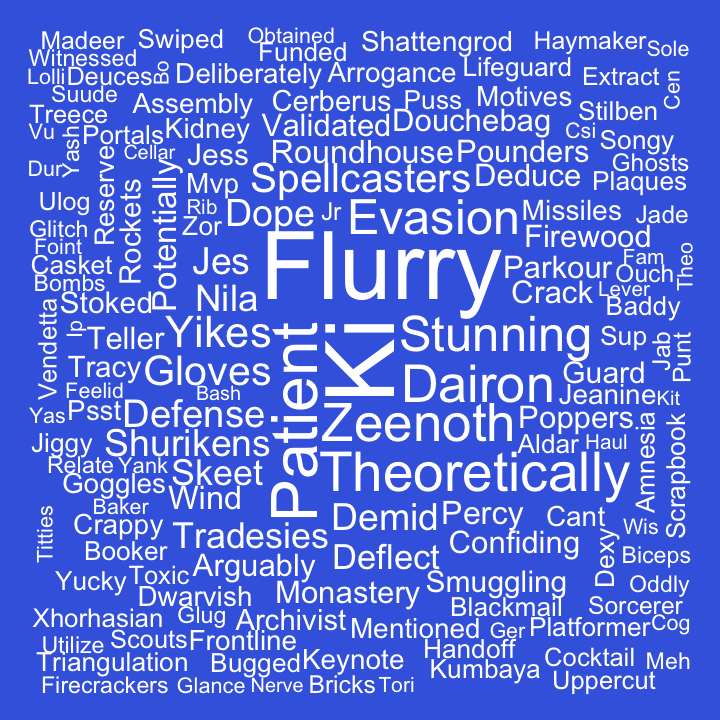 Madeer Swiped Obtained Haymaker Sole
Witnessed Funded Shattengrod
Lolli Deuces Bo Deliberately Arrogance Lifeguard Extract Cen
Suude Assembly Cerberus Puss Motives Stilben
Treece Portals Kidney Validated Douchebag Csi Songy
Vu Yash Cellar Jess Roundhouse Pounders Ghosts
Dur Reserve Rockets Potentially Mvp Spellcasters Deduce Plaques
Ulog Rib Zor Dope Jr Evasion Missiles Jade
Glitch Firewood
Foint Jes Flurry Parkour Fam Theo
Casket Ouch
Bombs Stoked Nila Crack Lever Baddy
Vendetta Ip Teller Yikes Patient Ki Stunning Sup Jab Punt
Tracy Gloves Dairon Guard
Feelid Bash Jeanine Kit
Yas Psst Defense Zeenoth Poppers Amnesia Scrapbook
Jiggy Shurikens Aldar Haul
Relate Yank Skeet Theoretically
Goggles Wind
Titties Baker Crappy Tradesies Demid Percy Cant Wis
Booker Arguably Deflect Confiding Dexy Biceps
Yucky Toxic Dwarvish Monastery Smuggling Oddly
Xhorhasian Glug Archivist Blackmail Sorcerer
Utilize Scouts Frontline Mentioned Ger Platformer Cog
Triangulation Bugged Keynote Handoff Kumbaya Cocktail Meh
Firecrackers Glance Nerve Bricks Tori Uppercut